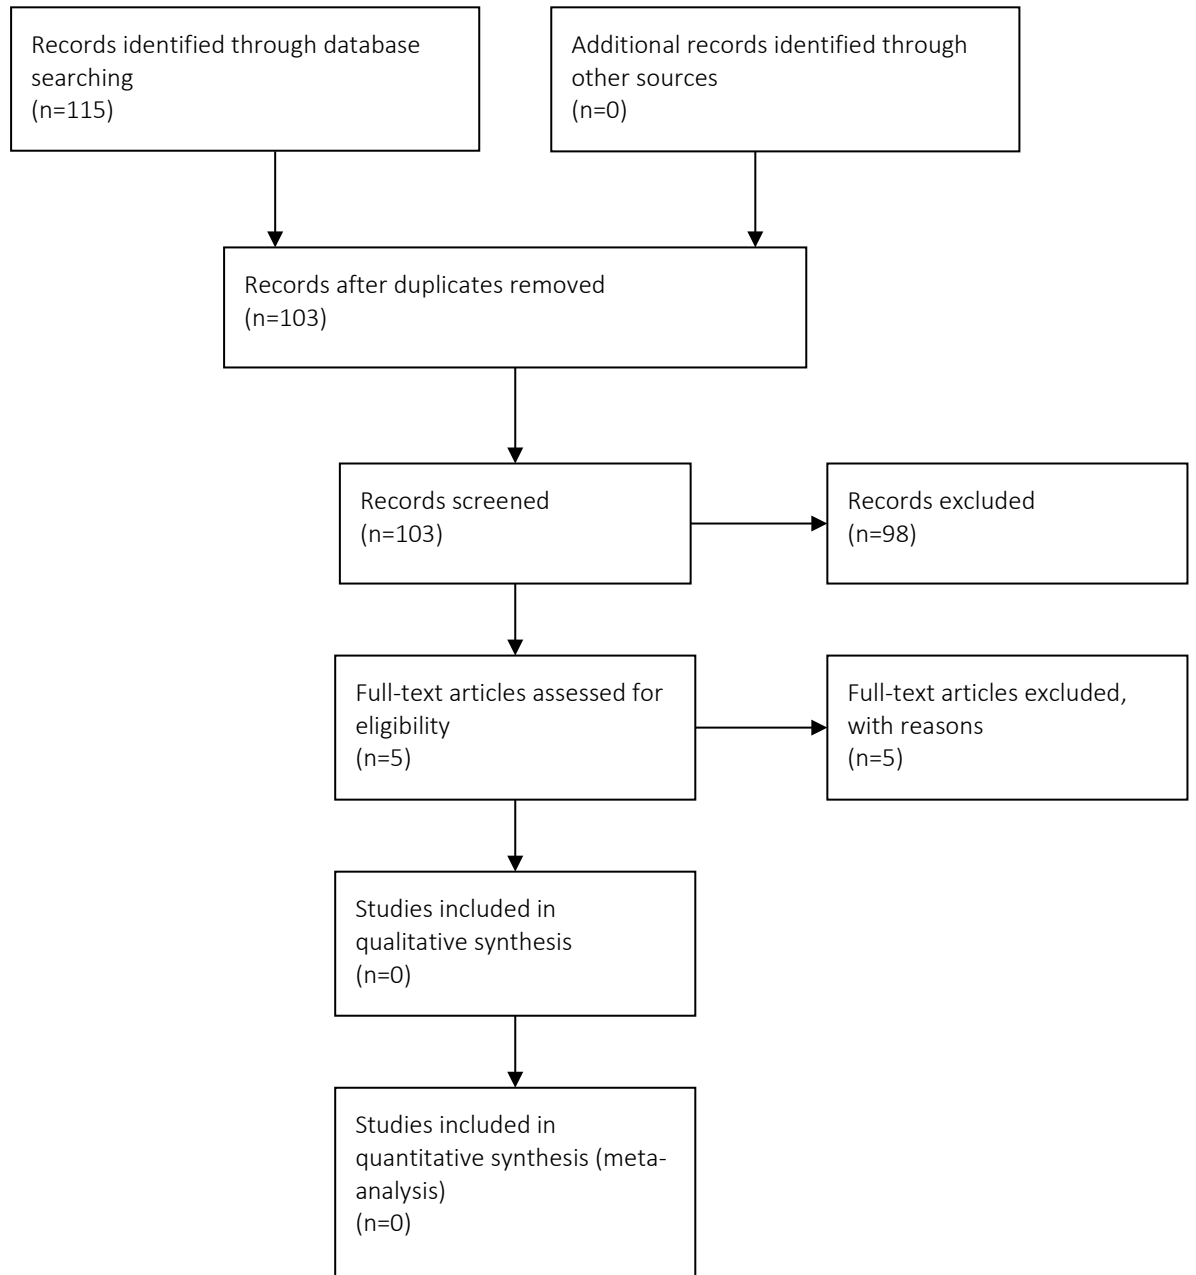 Records identified through database
searching
(n=115)
Additional records identified through
other sources
(n=0)
Records after duplicates removed
(n=103)
Records screened
(n=103)
Records excluded
(n=98)
Full-text articles assessed for
eligibility
(n=5)
Full-text articles excluded,
with reasons
(n=5)
Studies included in
qualitative synthesis
(n=0)
Studies included in
quantitative synthesis (meta-
analysis)
(n=0)